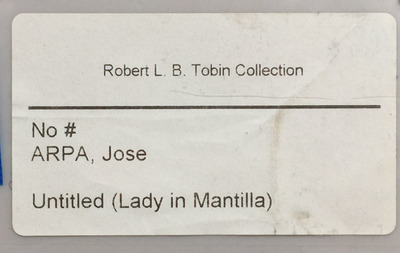 Robert L. B. Tobin Collection
No #
ARPA, Jose
Untitled (Lady in Mantilla)